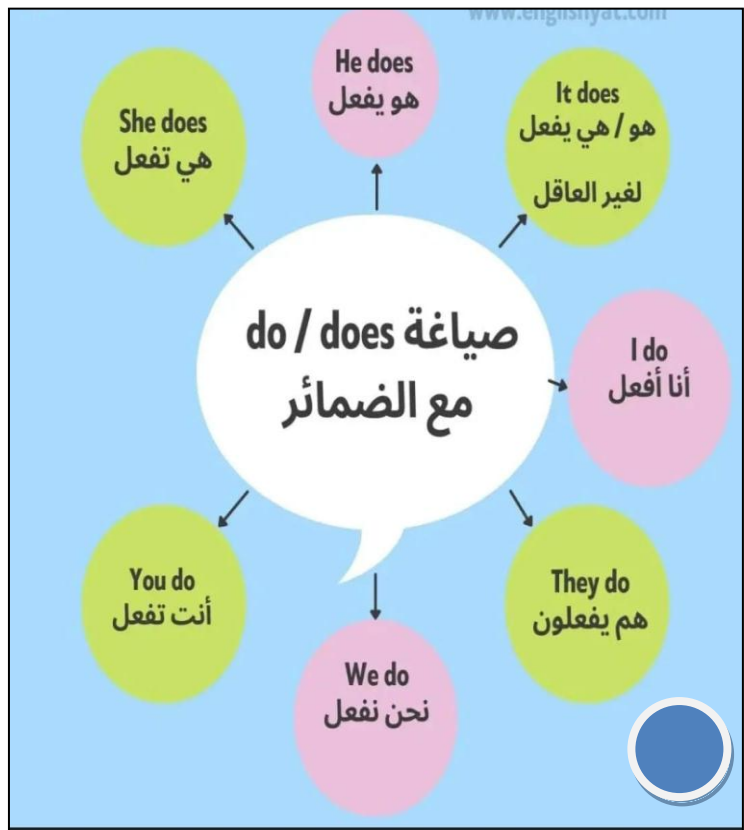 www.englishyat.com
He does
هو يفعل
She does
هي تفعل
It does
هو / هي يفعل
لغير العاقل
صياغة do / does
مع الضمائر
I do
أنا أفعل
You do
أنت تفعل
They do
هم يفعلون
We do
نحن نفعل